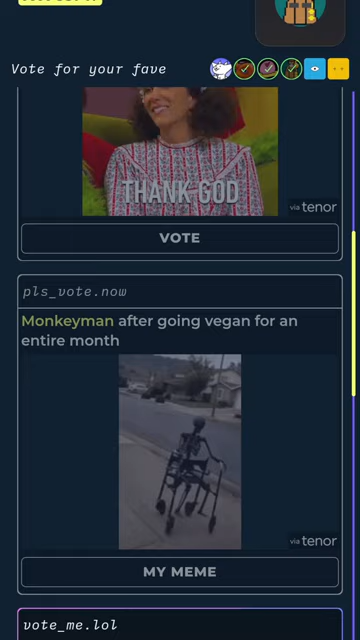 Vote for your fave
THANK GOD
via tenor
VOTE
pls_vote.now
Monkeyman after going vegan for an
entire month
via tenor
MY MEME
vote_me.lol